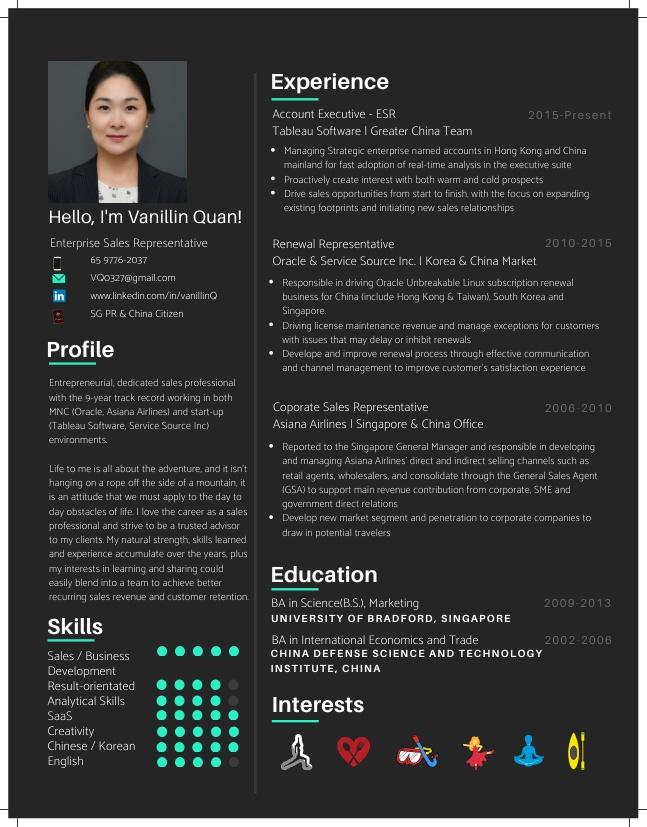 Hello, I'm Vanillin Quan!
Enterprise Sales Representative
65 9776-2037
VQ0327@gmail.com
in
www.linkedin.com/in/vanillinQ
SG PR & China Citizen
Profile
Entrepreneurial, dedicated sales professional
with the 9-year track record working in both
MNC (Oracle, Asiana Airlines) and start-up
(Tableau Software, Service Source Inc)
environments.
Life to me is all about the adventure, and it isn't
hanging on a rope off the side of a mountain, it
is an attitude that we must apply to the day to
day obstacles of life. I love the career as a sales
professional and strive to be a trusted advisor
to my clients. My natural strength, skills learned
and experience accumulate over the years, plus
my interests in learning and sharing could
easily blend into a team to achieve better
recurring sales revenue and customer retention.
Skills
Sales / Business
Development
Result-orientated
Analytical Skills
SaaS
Creativity
Chinese / Korean
English
Experience
Account Executive - ESR
2015-Present
Tableau Software l Greater China Team
Managing Strategic enterprise named accounts in Hong Kong and China
mainland for fast adoption of real-time analysis in the executive suite
Proactively create interest with both warm and cold prospects
Drive sales opportunities from start to finish, with the focus on expanding
existing footprints and initiating new sales relationships
Renewal Representative
2010-2015
Oracle & Service Source Inc. l Korea & China Market
Responsible in driving Oracle Unbreakable Linux subscription renewal
business for China (include Hong Kong & Taiwan), South Korea and
Singapore.
Driving license maintenance revenue and manage exceptions for customers
with issues that may delay or inhibit renewals
Develope and improve renewal process through effective communication
and channel management to improve customer's satisfaction experience
Coporate Sales Representative
2006-2010
Asiana Airlines l Singapore & China Office
Reported to the Singapore General Manager and responsible in developing
and managing Asiana Airlines' direct and indirect selling channels such as
retail agents, wholesalers, and consolidate through the General Sales Agent
(GSA) to support main revenue contribution from corporate, SME and
government direct relations
Develop new market segment and penetration to corporate companies to
draw in potential travelers
Education
BA in Science(B.S.), Marketing
2009-2013
UNIVERSITY OF BRADFORD, SINGAPORE
BA in International Economics and Trade
2002-2006
CHINA DEFENSE SCIENCE AND TECHNOLOGY
INSTITUTE, CHINA
Interests